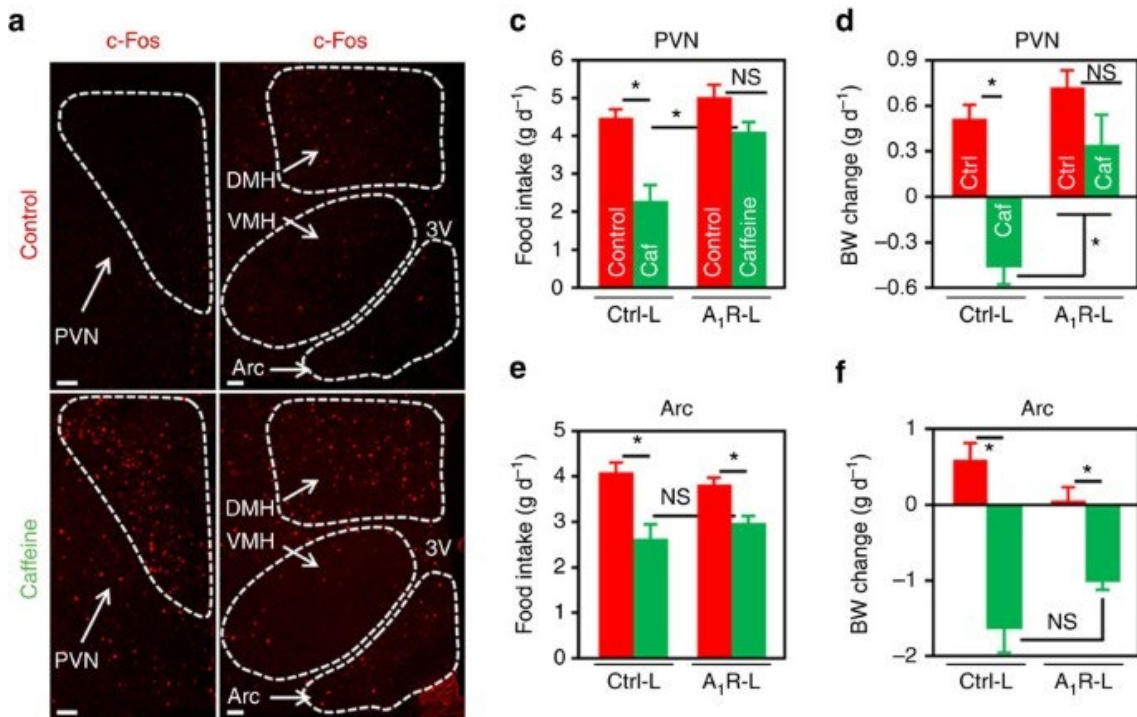 a
c-Fos
c-Fos
Control
DMH
VMH
3V
PVN
Arc
Caffeine
DMH
VMH
3V
PVN
Arc
c
PVN
Food intake (g d⁻¹)
6
5
4
3
2
1
0
*
*
NS
Control
Caf
Control
Caffeine
Ctrl-L
A₁R-L
d
PVN
BW change (g d⁻¹)
0.9
0.6
0.3
0
−0.3
−0.6
*
NS
*
Ctrl
Caf
Ctrl
Caf
Ctrl-L
A₁R-L
e
Arc
Food intake (g d⁻¹)
5
4
3
2
1
0
*
NS
*
Ctrl-L
A₁R-L
f
Arc
BW change (g d⁻¹)
1
0
−1
−2
*
*
NS
Ctrl-L
A₁R-L